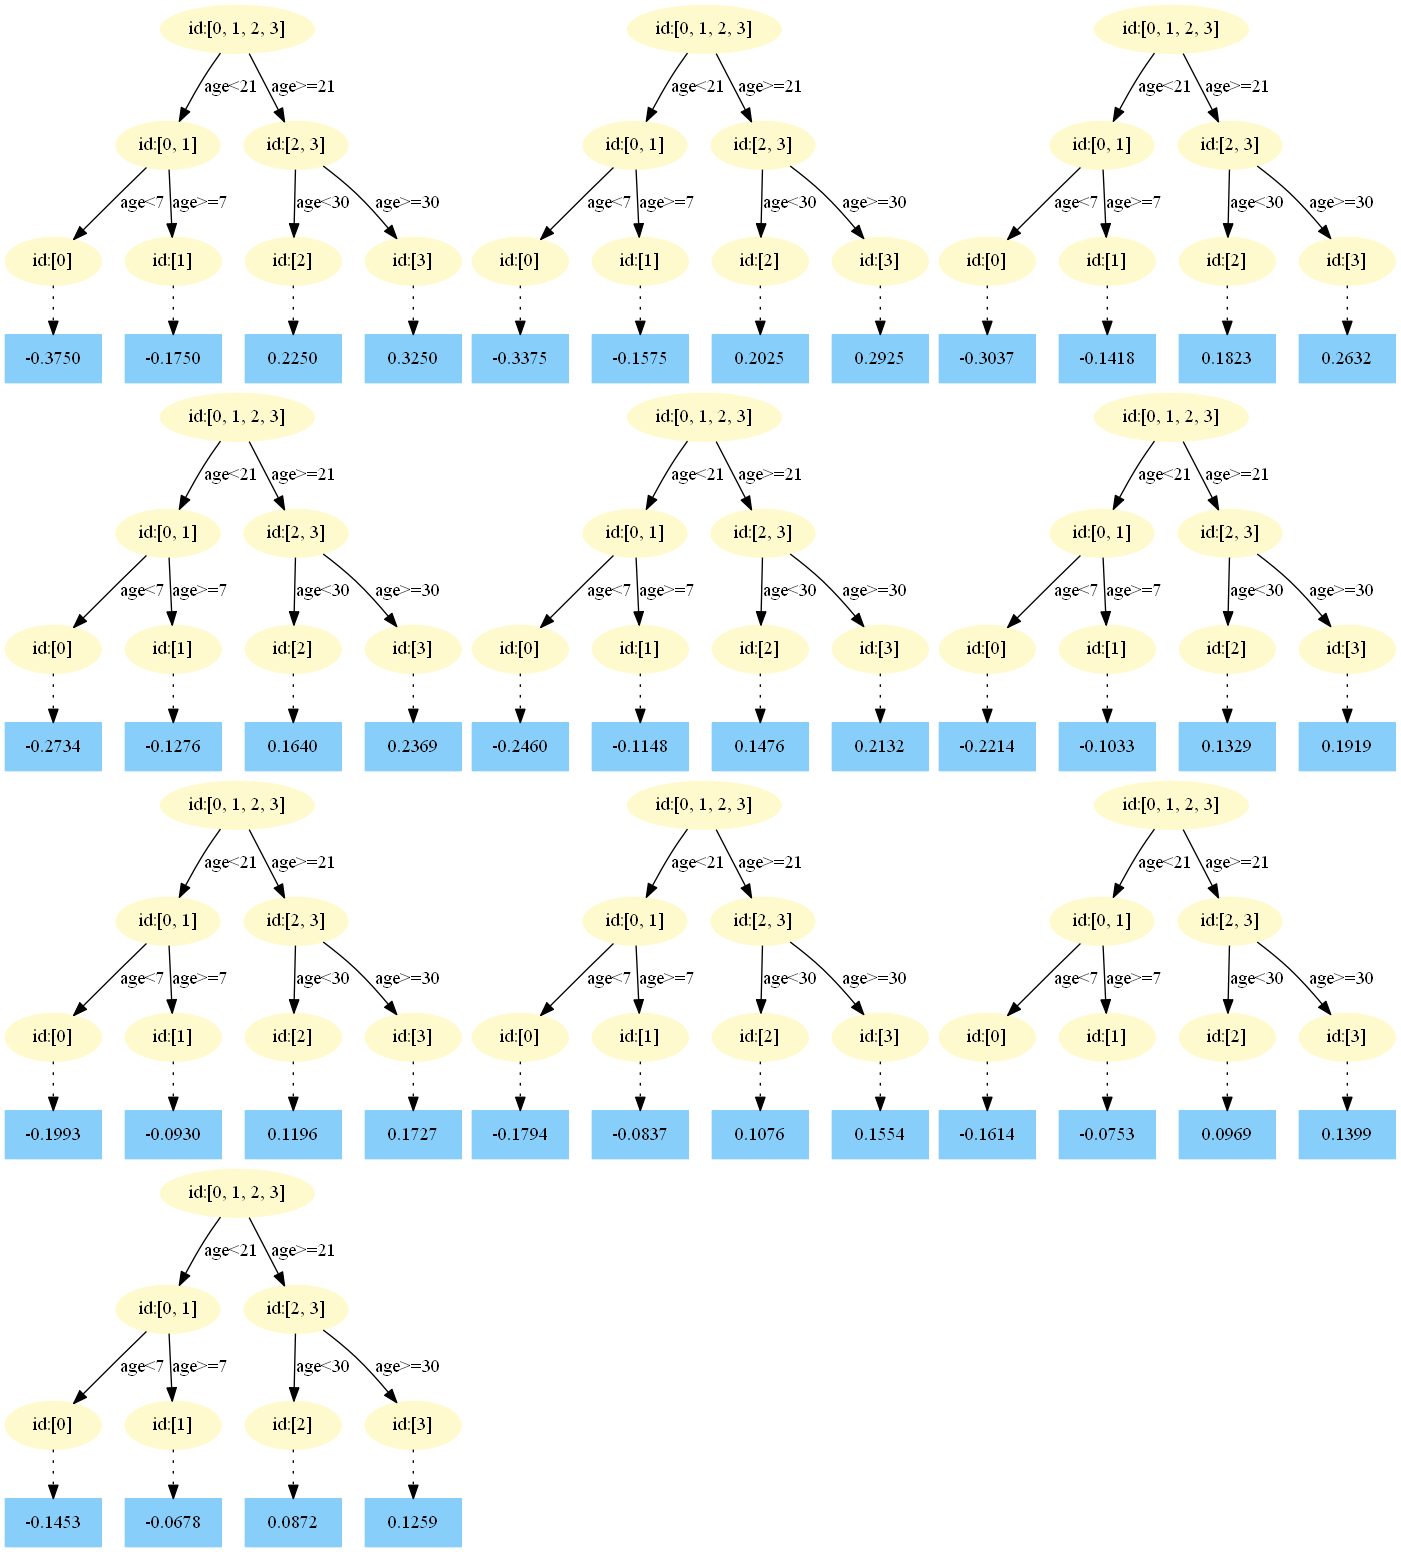 id:[0, 1, 2, 3] id:[0, 1, 2, 3] id:[0, 1, 2, 3]
age<21 age>=21 age<21 age>=21 age<21 age>=21
id:[0, 1] id:[2, 3] id:[0, 1] id:[2, 3] id:[0, 1] id:[2, 3]
age<7 age>=7 age<30 age>=30 age<7 age>=7 age<30 age>=30 age<7 age>=7 age<30 age>=30
id:[0] id:[1] id:[2] id:[3] id:[0] id:[1] id:[2] id:[3] id:[0] id:[1] id:[2] id:[3]
-0.3750 -0.1750 0.2250 0.3250 -0.3375 -0.1575 0.2025 0.2925 -0.3037 -0.1418 0.1823 0.2632
id:[0, 1, 2, 3] id:[0, 1, 2, 3] id:[0, 1, 2, 3]
age<21 age>=21 age<21 age>=21 age<21 age>=21
id:[0, 1] id:[2, 3] id:[0, 1] id:[2, 3] id:[0, 1] id:[2, 3]
age<7 age>=7 age<30 age>=30 age<7 age>=7 age<30 age>=30 age<7 age>=7 age<30 age>=30
id:[0] id:[1] id:[2] id:[3] id:[0] id:[1] id:[2] id:[3] id:[0] id:[1] id:[2] id:[3]
-0.2734 -0.1276 0.1640 0.2369 -0.2460 -0.1148 0.1476 0.2132 -0.2214 -0.1033 0.1329 0.1919
id:[0, 1, 2, 3] id:[0, 1, 2, 3] id:[0, 1, 2, 3]
age<21 age>=21 age<21 age>=21 age<21 age>=21
id:[0, 1] id:[2, 3] id:[0, 1] id:[2, 3] id:[0, 1] id:[2, 3]
age<7 age>=7 age<30 age>=30 age<7 age>=7 age<30 age>=30 age<7 age>=7 age<30 age>=30
id:[0] id:[1] id:[2] id:[3] id:[0] id:[1] id:[2] id:[3] id:[0] id:[1] id:[2] id:[3]
-0.1993 -0.0930 0.1196 0.1727 -0.1794 -0.0837 0.1076 0.1554 -0.1614 -0.0753 0.0969 0.1399
id:[0, 1, 2, 3]
age<21 age>=21
id:[0, 1] id:[2, 3]
age<7 age>=7 age<30 age>=30
id:[0] id:[1] id:[2] id:[3]
-0.1453 -0.0678 0.0872 0.1259